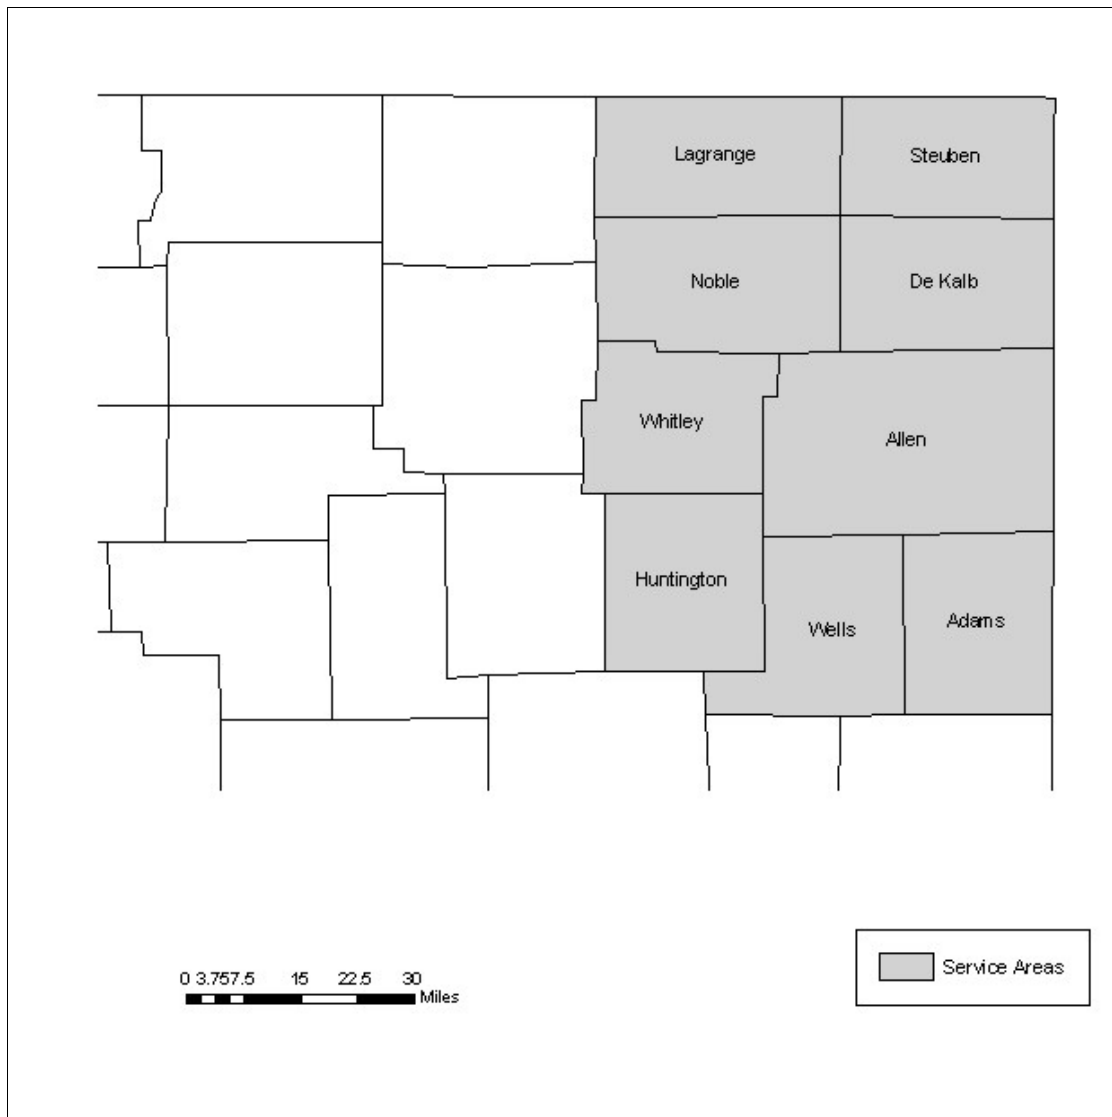 Lagrange
Steuben
Noble
De Kalb
Whitley
Allen
Huntington
Wells
Adams
0 3.757.5 15 22.5 30
Miles
Service Areas